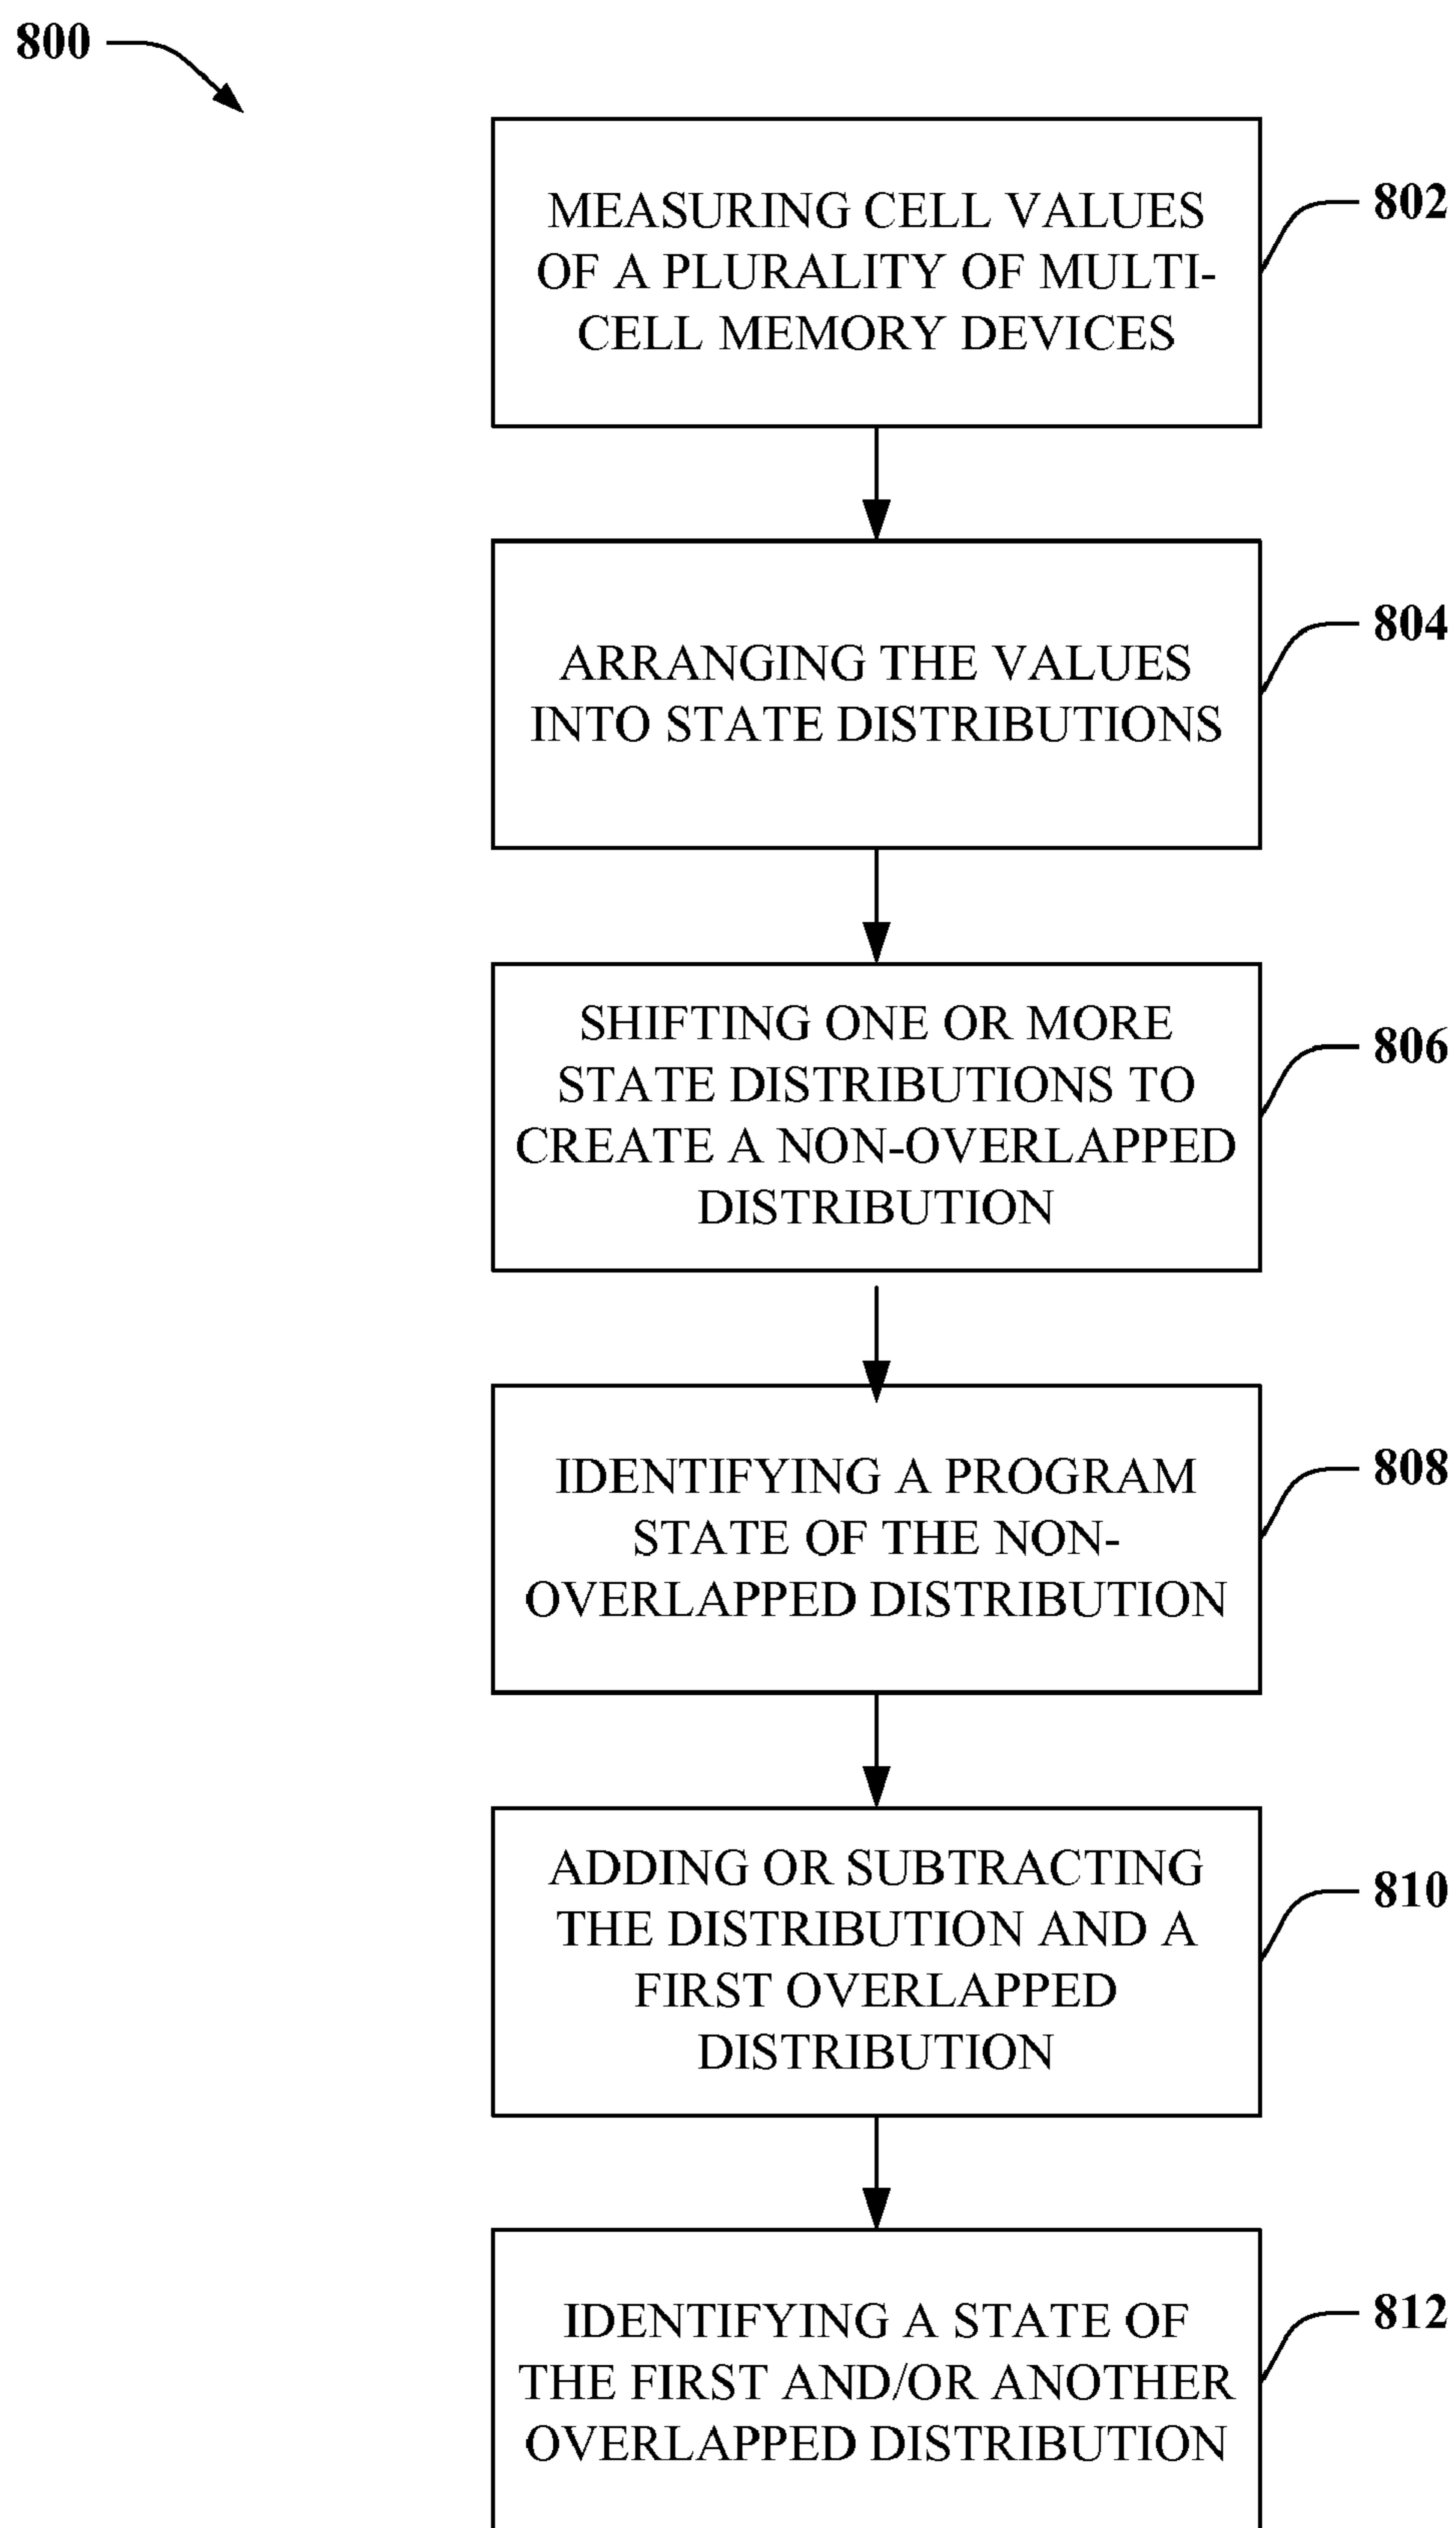 800
MEASURING CELL VALUES
OF A PLURALITY OF MULTI-
CELL MEMORY DEVICES
802
ARRANGING THE VALUES
INTO STATE DISTRIBUTIONS
804
SHIFTING ONE OR MORE
STATE DISTRIBUTIONS TO
CREATE A NON-OVERLAPPED
DISTRIBUTION
806
IDENTIFYING A PROGRAM
STATE OF THE NON-
OVERLAPPED DISTRIBUTION
808
ADDING OR SUBTRACTING
THE DISTRIBUTION AND A
FIRST OVERLAPPED
DISTRIBUTION
810
IDENTIFYING A STATE OF
THE FIRST AND/OR ANOTHER
OVERLAPPED DISTRIBUTION
812